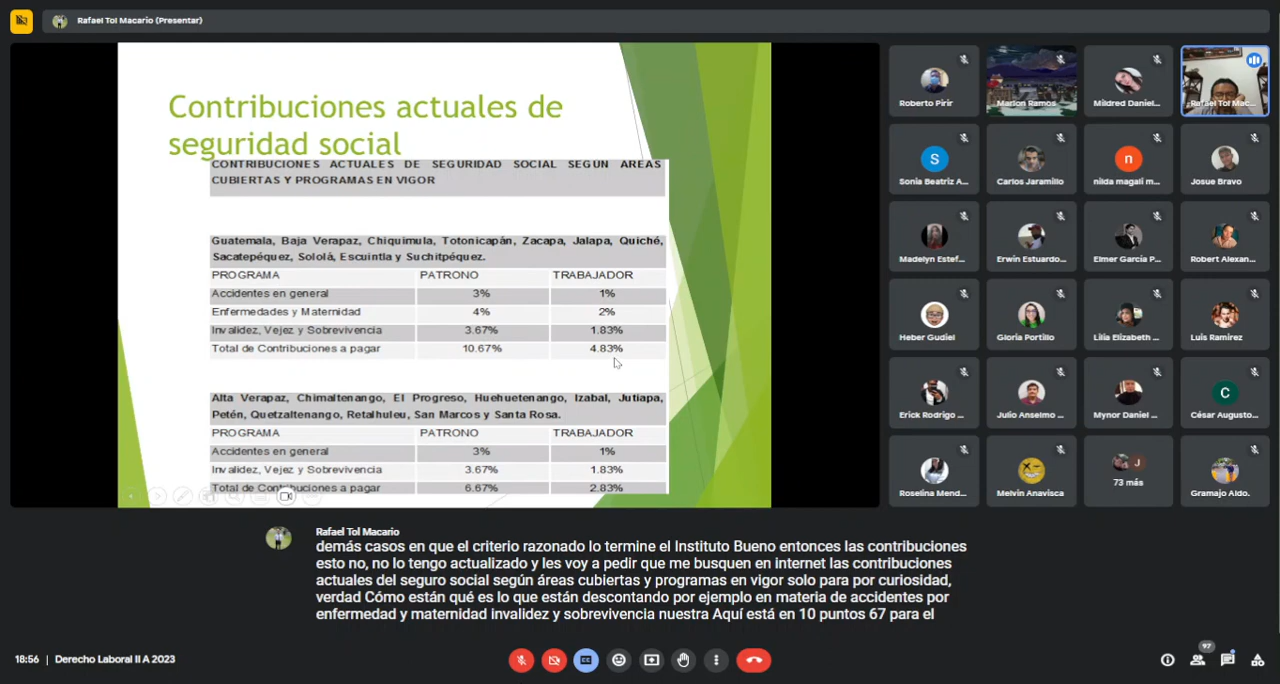 Rafael Tol Macario (Presentar)
Contribuciones actuales de
seguridad social
CONTRIBUCIONES ACTUALES DE SEGURIDAD SOCIAL SEGÚN AREAS
CUBIERTAS Y PROGRAMAS EN VIGOR
Guatemala, Baja Verapaz, Chiquimula, Totonicapán, Zacapa, Jalapa, Quiché,
Sacatepéquez, Sololá, Escuintla y Suchitpéquez.
PROGRAMA PATRONO TRABAJADOR
Accidentes en general 3% 1%
Enfermedades y Maternidad 4% 2%
Invalidez, Vejez y Sobrevivencia 3.67% 1.83%
Total de Contribuciones a pagar 10.67% 4.83%
Alta Verapaz, Chimaltenango, El Progreso, Huehuetenango, Izabal, Jutiapa,
Petén, Quetzaltenango, Retalhuleu, San Marcos y Santa Rosa.
PROGRAMA PATRONO TRABAJADOR
Accidentes en general 3% 1%
Invalidez, Vejez y Sobrevivencia 3.67% 1.83%
Total de Contribuciones a pagar 6.67% 2.83%
Roberto Pirir
Marlon Ramos
Mildred Daniel...
Rafael Tol Mac...
S
Sonia Beatriz A...
Carlos Jaramillo
n
nilda magali m...
Josue Bravo
Madelyn Estef...
Erwin Estuardo...
Elmer García P...
Robert Alexan...
Heber Gudiel
Gloria Portillo
Lilia Elizabeth ...
Luis Ramírez
Erick Rodrigo ...
Julio Anselmo ...
Mynor Daniel ...
C
César Augusto...
Roselina Mend...
Melvin Anavisca
J
73 más
Gramajo Aldo.
Rafael Tol Macario
demás casos en que el criterio razonado lo termine el Instituto Bueno entonces las contribuciones
esto no, no lo tengo actualizado y les voy a pedir que me busquen en internet las contribuciones
actuales del seguro social según áreas cubiertas y programas en vigor solo para por curiosidad,
verdad Cómo están qué es lo que están descontando por ejemplo en materia de accidentes por
enfermedad y maternidad invalidez y sobrevivencia nuestra Aquí está en 10 puntos 67 para el
18:56 | Derecho Laboral II A 2023
CC
97